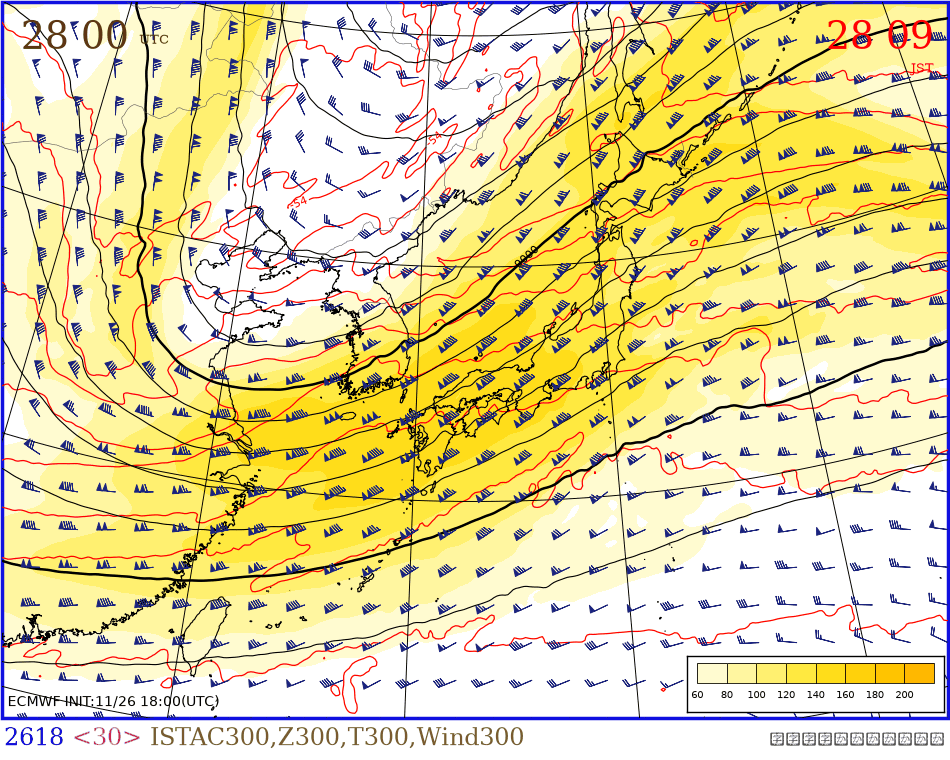 28 00 UTC
28 09
JST
-54
-54
9000
ECMWF INIT:11/26 18:00(UTC)
60 80 100 120 140 160 180 200
2618 <30> ISTAC300,Z300,T300,Wind300